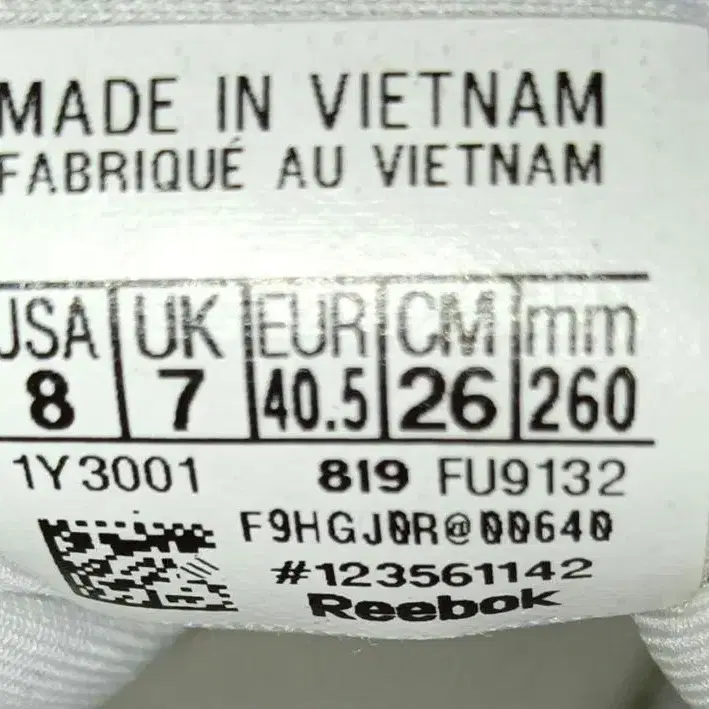 MADE IN VIETNAM
FABRIQUÉ AU VIETNAM
USA UK EUR CM mm
8 7 40.5 26 260
1Y3001 819 FU9132
F9HGJ0R@00640
#123561142
Reebok